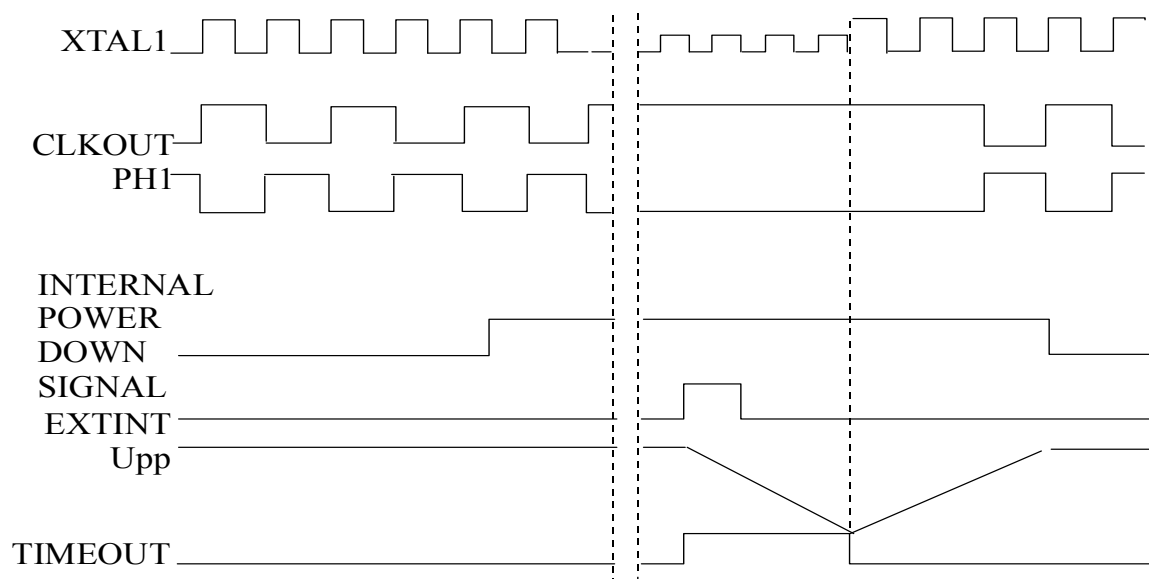 XTAL1
CLKOUT
PH1
INTERNAL
POWER
DOWN
SIGNAL
EXTINT
Upp
TIMEOUT